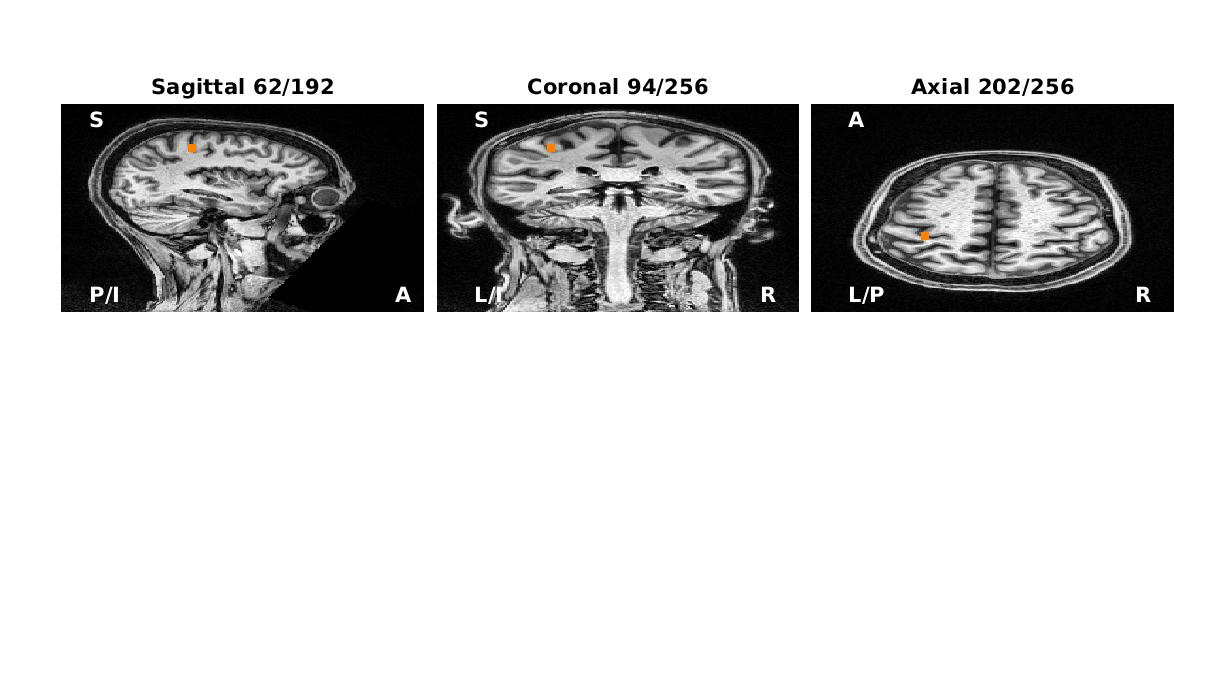 Sagittal 62/192
Coronal 94/256
Axial 202/256
S
S
A
P/I
A
L/I
R
L/P
R